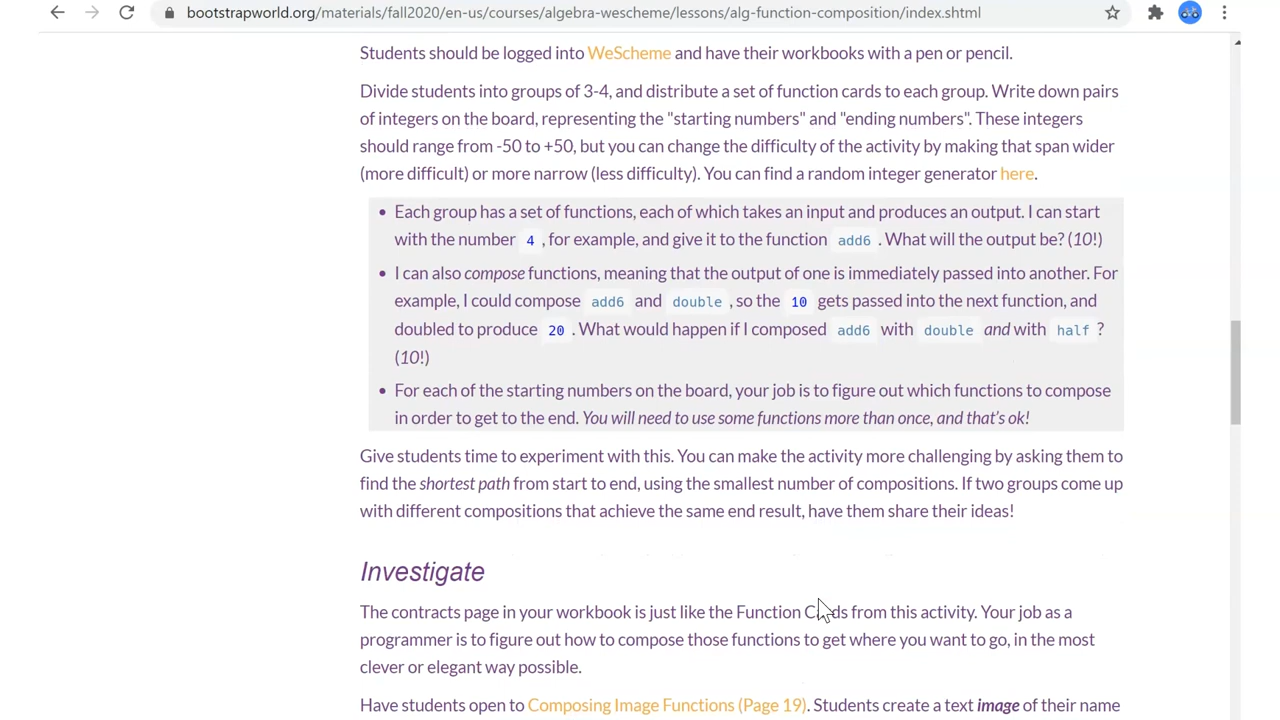 bootstrapworld.org/materials/fall2020/en-us/courses/algebra-wescheme/lessons/alg-function-composition/index.shtml
Students should be logged into WeScheme and have their workbooks with a pen or pencil.
Divide students into groups of 3-4, and distribute a set of function cards to each group. Write down pairs
of integers on the board, representing the "starting numbers" and "ending numbers". These integers
should range from -50 to +50, but you can change the difficulty of the activity by making that span wider
(more difficult) or more narrow (less difficulty). You can find a random integer generator here.
• Each group has a set of functions, each of which takes an input and produces an output. I can start
with the number 4 , for example, and give it to the function add6 . What will the output be? (10!)
• I can also compose functions, meaning that the output of one is immediately passed into another. For
example, I could compose add6 and double , so the 10 gets passed into the next function, and
doubled to produce 20 . What would happen if I composed add6 with double and with half ?
(10!)
• For each of the starting numbers on the board, your job is to figure out which functions to compose
in order to get to the end. You will need to use some functions more than once, and that's ok!
Give students time to experiment with this. You can make the activity more challenging by asking them to
find the shortest path from start to end, using the smallest number of compositions. If two groups come up
with different compositions that achieve the same end result, have them share their ideas!
Investigate
The contracts page in your workbook is just like the Function Cards from this activity. Your job as a
programmer is to figure out how to compose those functions to get where you want to go, in the most
clever or elegant way possible.
Have students open to Composing Image Functions (Page 19). Students create a text image of their name